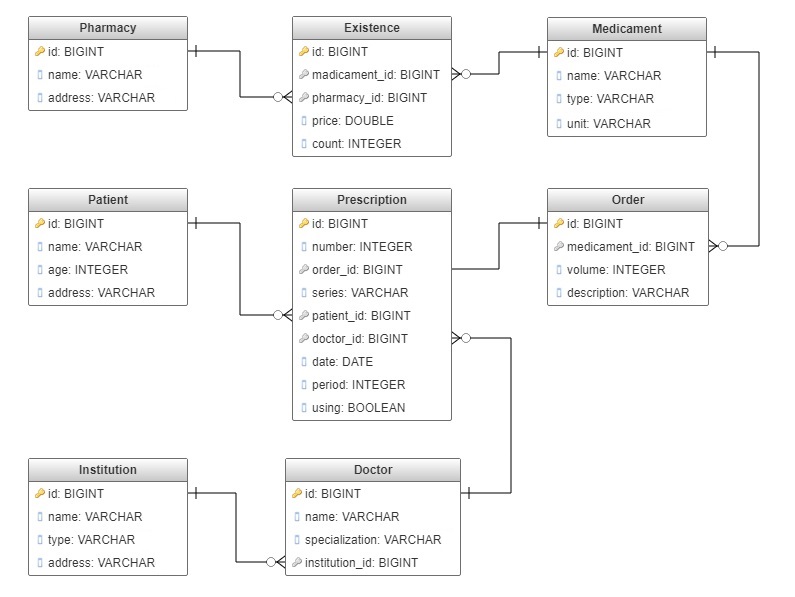 Pharmacy
id: BIGINT
name: VARCHAR
address: VARCHAR
Existence
id: BIGINT
madicament_id: BIGINT
pharmacy_id: BIGINT
price: DOUBLE
count: INTEGER
Medicament
id: BIGINT
name: VARCHAR
type: VARCHAR
unit: VARCHAR
Patient
id: BIGINT
name: VARCHAR
age: INTEGER
address: VARCHAR
Prescription
id: BIGINT
number: INTEGER
order_id: BIGINT
series: VARCHAR
patient_id: BIGINT
doctor_id: BIGINT
date: DATE
period: INTEGER
using: BOOLEAN
Order
id: BIGINT
medicament_id: BIGINT
volume: INTEGER
description: VARCHAR
Institution
id: BIGINT
name: VARCHAR
type: VARCHAR
address: VARCHAR
Doctor
id: BIGINT
name: VARCHAR
specialization: VARCHAR
institution_id: BIGINT